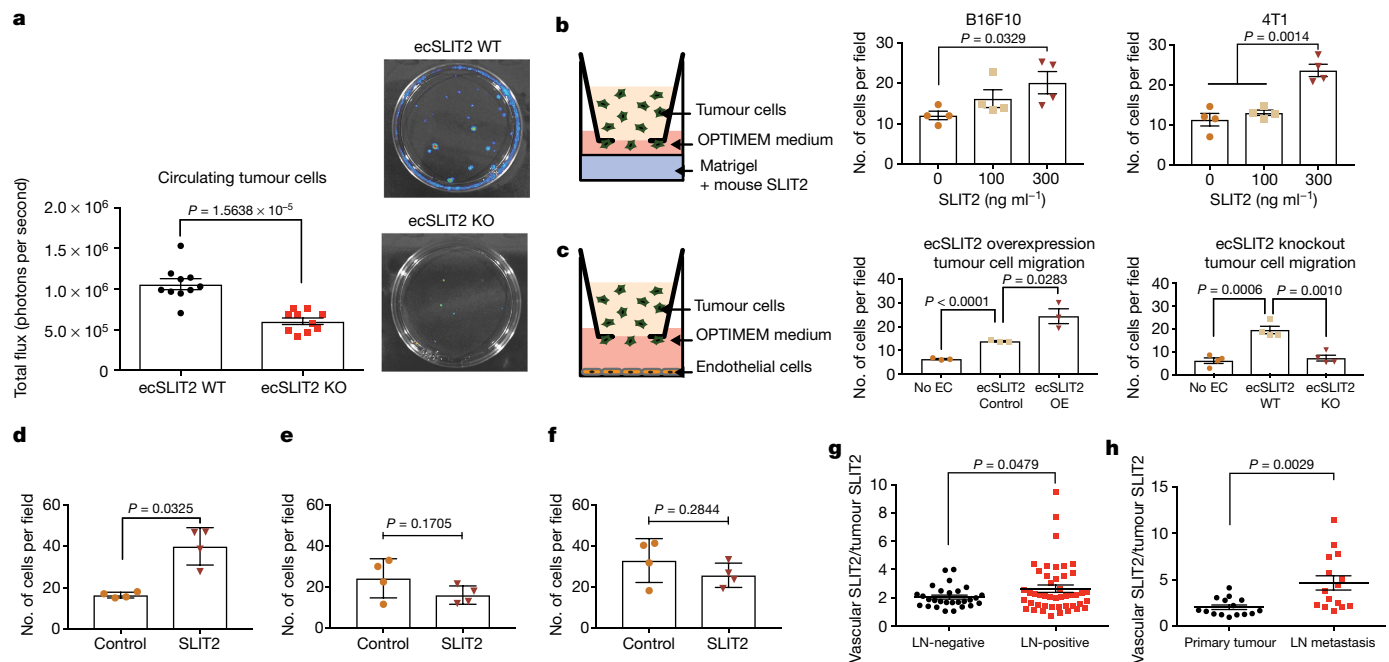 a
ecSLIT2 WT
Circulating tumour cells
Total flux (photons per second)
2.0 × 10⁶
1.5 × 10⁶
1.0 × 10⁶
5.0 × 10⁵
0
P = 1.5638 × 10⁻⁵
ecSLIT2 WT
ecSLIT2 KO
ecSLIT2 KO
b
Tumour cells
OPTIMEM medium
Matrigel
+ mouse SLIT2
B16F10
No. of cells per field
30
20
10
0
P = 0.0329
0
100
300
SLIT2 (ng ml⁻¹)
4T1
No. of cells per field
30
20
10
0
P = 0.0014
0
100
300
SLIT2 (ng ml⁻¹)
c
Tumour cells
OPTIMEM medium
Endothelial cells
ecSLIT2 overexpression
tumour cell migration
No. of cells per field
60
40
20
10
0
P < 0.0001
P = 0.0283
No EC
ecSLIT2
Control
ecSLIT2
OE
ecSLIT2 knockout
tumour cell migration
No. of cells per field
60
40
20
10
0
P = 0.0006
P = 0.0010
No EC
ecSLIT2
WT
ecSLIT2
KO
d
No. of cells per field
60
40
20
0
P = 0.0325
Control
SLIT2
e
No. of cells per field
60
40
20
0
P = 0.1705
Control
SLIT2
f
No. of cells per field
60
40
20
0
P = 0.2844
Control
SLIT2
g
Vascular SLIT2/tumour SLIT2
10
8
6
4
2
0
P = 0.0479
LN-negative
LN-positive
h
Vascular SLIT2/tumour SLIT2
15
10
5
0
P = 0.0029
Primary tumour
LN metastasis